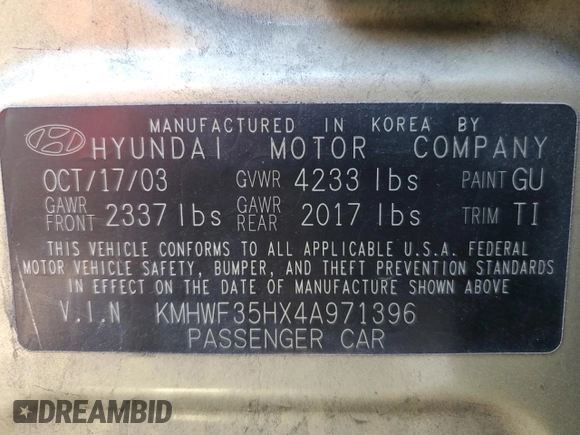 MANUFACTURED IN KOREA BY
HYUNDAI MOTOR COMPANY
OCT/17/03 GVWR 4233 lbs PAINT GU
GAWR FRONT 2337 lbs GAWR REAR 2017 lbs TRIM TI
THIS VEHICLE CONFORMS TO ALL APPLICABLE U.S.A. FEDERAL
MOTOR VEHICLE SAFETY, BUMPER, AND THEFT PREVENTION STANDARDS
IN EFFECT ON THE DATE OF MANUFACTURE SHOWN ABOVE
V.I.N KMHWF35HX4A971396
PASSENGER CAR
DREAMBID